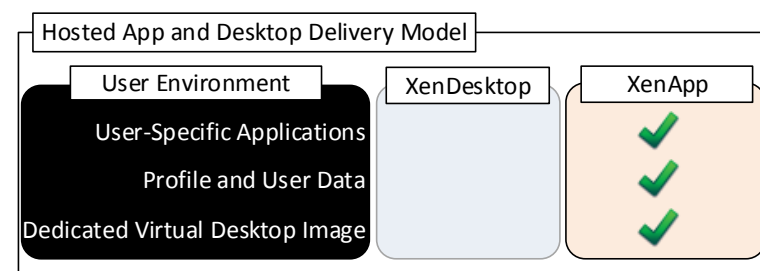 Hosted App and Desktop Delivery Model
User Environment
XenDesktop
XenApp
User-Specific Applications
Profile and User Data
Dedicated Virtual Desktop Image